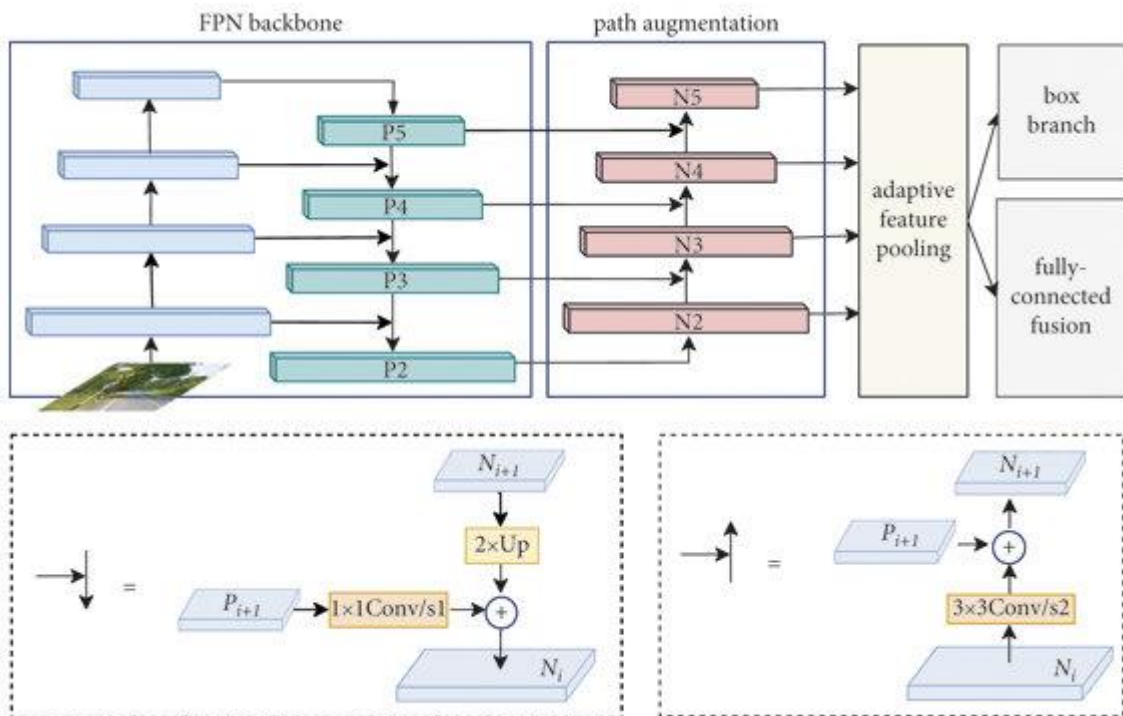 FPN backbone
path augmentation
P5
P4
P3
P2
N5
N4
N3
N2
adaptive
feature
pooling
box
branch
fully-
connected
fusion
=
N_{i+1}
2×Up
P_{i+1}
1×1Conv/s1
+
N_i
=
N_{i+1}
P_{i+1}
+
3×3Conv/s2
N_i